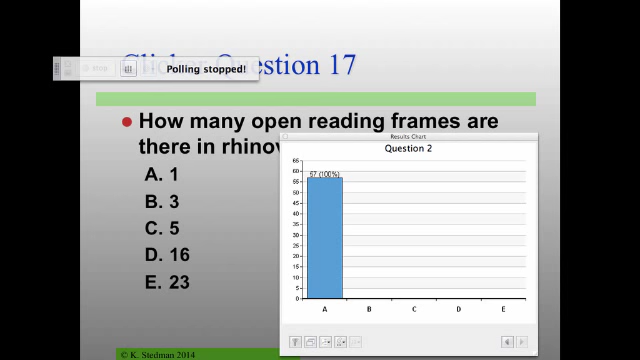 Clicker Question 17
stop
Polling stopped!
How many open reading frames are
there in rhinov
A. 1
B. 3
C. 5
D. 16
E. 23
Results Chart
Question 2
65
60
55
50
45
40
35
30
25
20
15
10
5
0
57 (100%)
A B C D E
© K. Stedman 2014